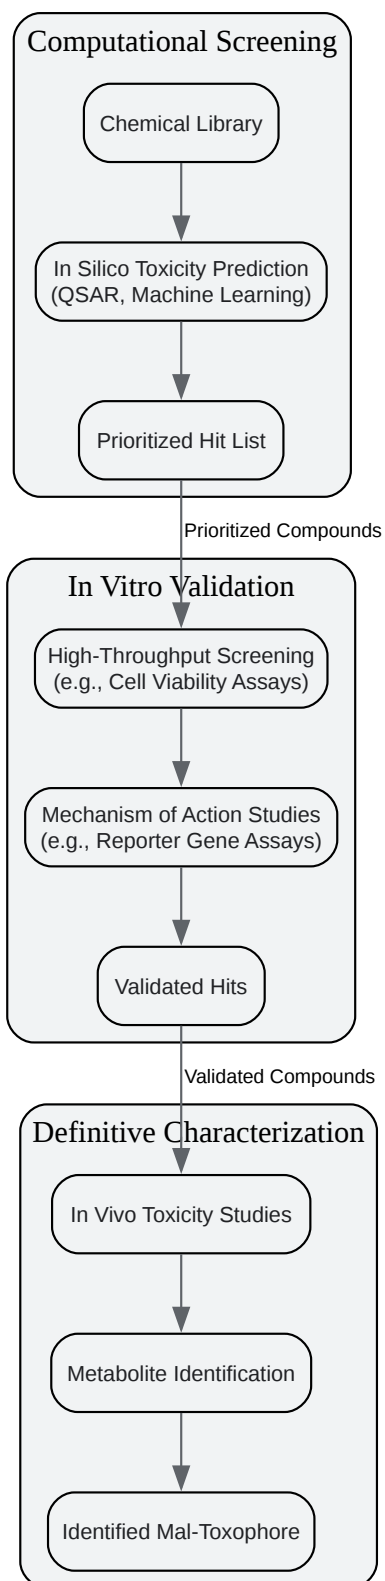 Computational Screening
Chemical Library
In Silico Toxicity Prediction
(QSAR, Machine Learning)
Prioritized Hit List
Prioritized Compounds
In Vitro Validation
High-Throughput Screening
(e.g., Cell Viability Assays)
Mechanism of Action Studies
(e.g., Reporter Gene Assays)
Validated Hits
Validated Compounds
Definitive Characterization
In Vivo Toxicity Studies
Metabolite Identification
Identified Mal-Toxophore